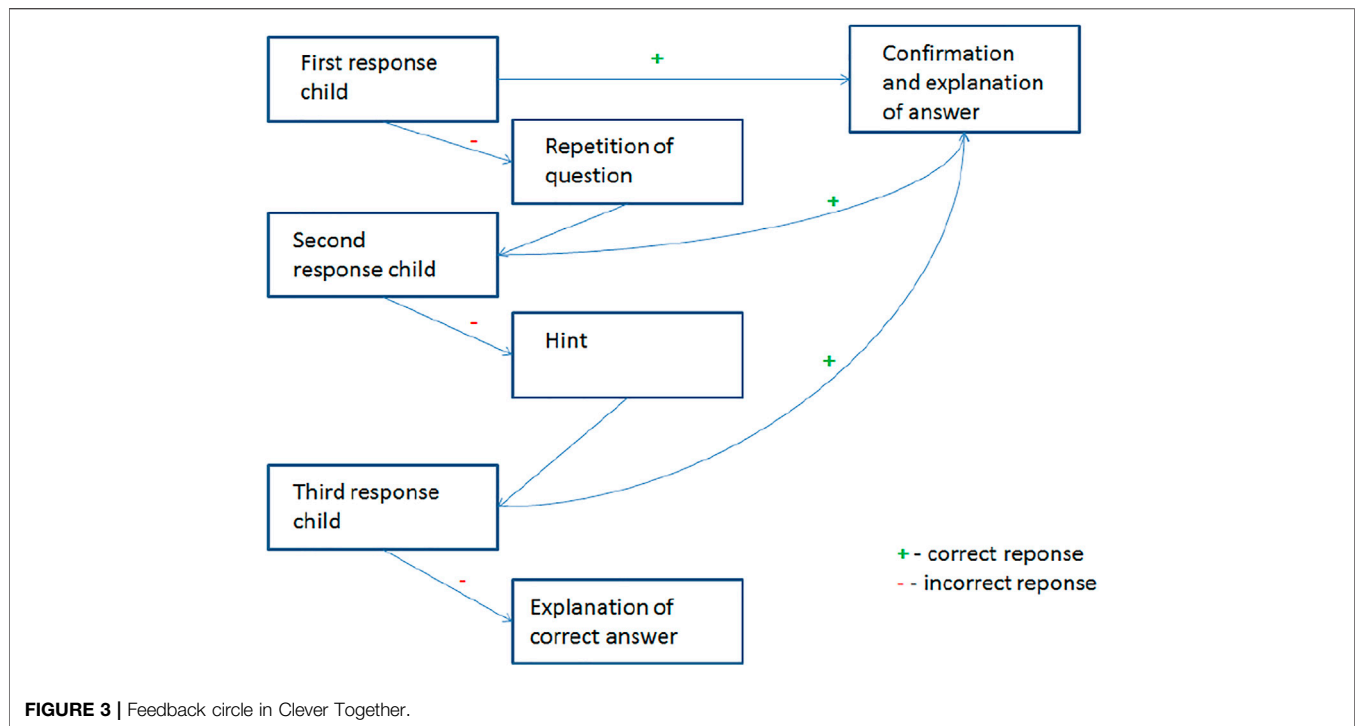 First response
child
+
Confirmation
and explanation
of answer
-
Repetition of
question
+
Second
response child
-
Hint
+
Third response
child
-
Explanation of
correct answer
+ - correct reponse
- - incorrect reponse
FIGURE 3 | Feedback circle in Clever Together.